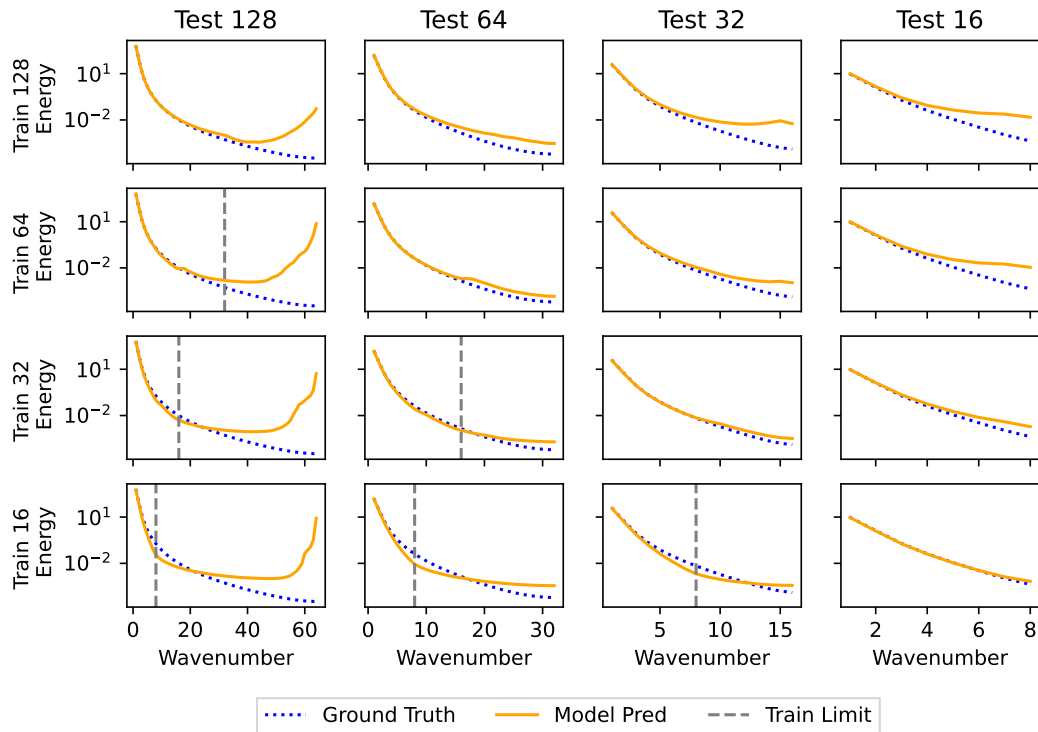 Test 128 Test 64 Test 32 Test 16
Train 128
Energy
10^1
10^-2
Train 64
Energy
10^1
10^-2
Train 32
Energy
10^1
10^-2
Train 16
Energy
10^1
10^-2
0 20 40 60 0 10 20 30 5 10 15 2 4 6 8
Wavenumber Wavenumber Wavenumber Wavenumber
Ground Truth Model Pred Train Limit